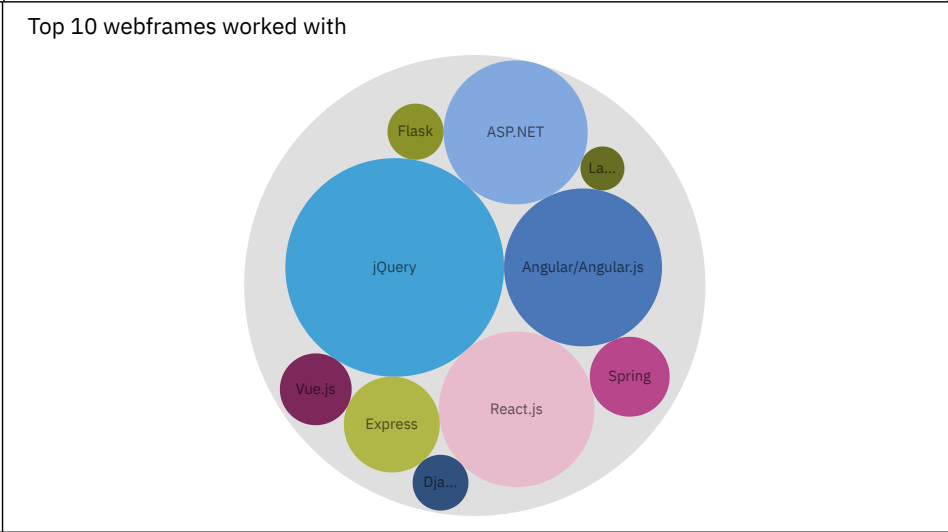 Top 10 webframes worked with
ASP.NET
Flask
La...
jQuery
Angular/Angular.js
Spring
Vue.js
React.js
Express
Dja...